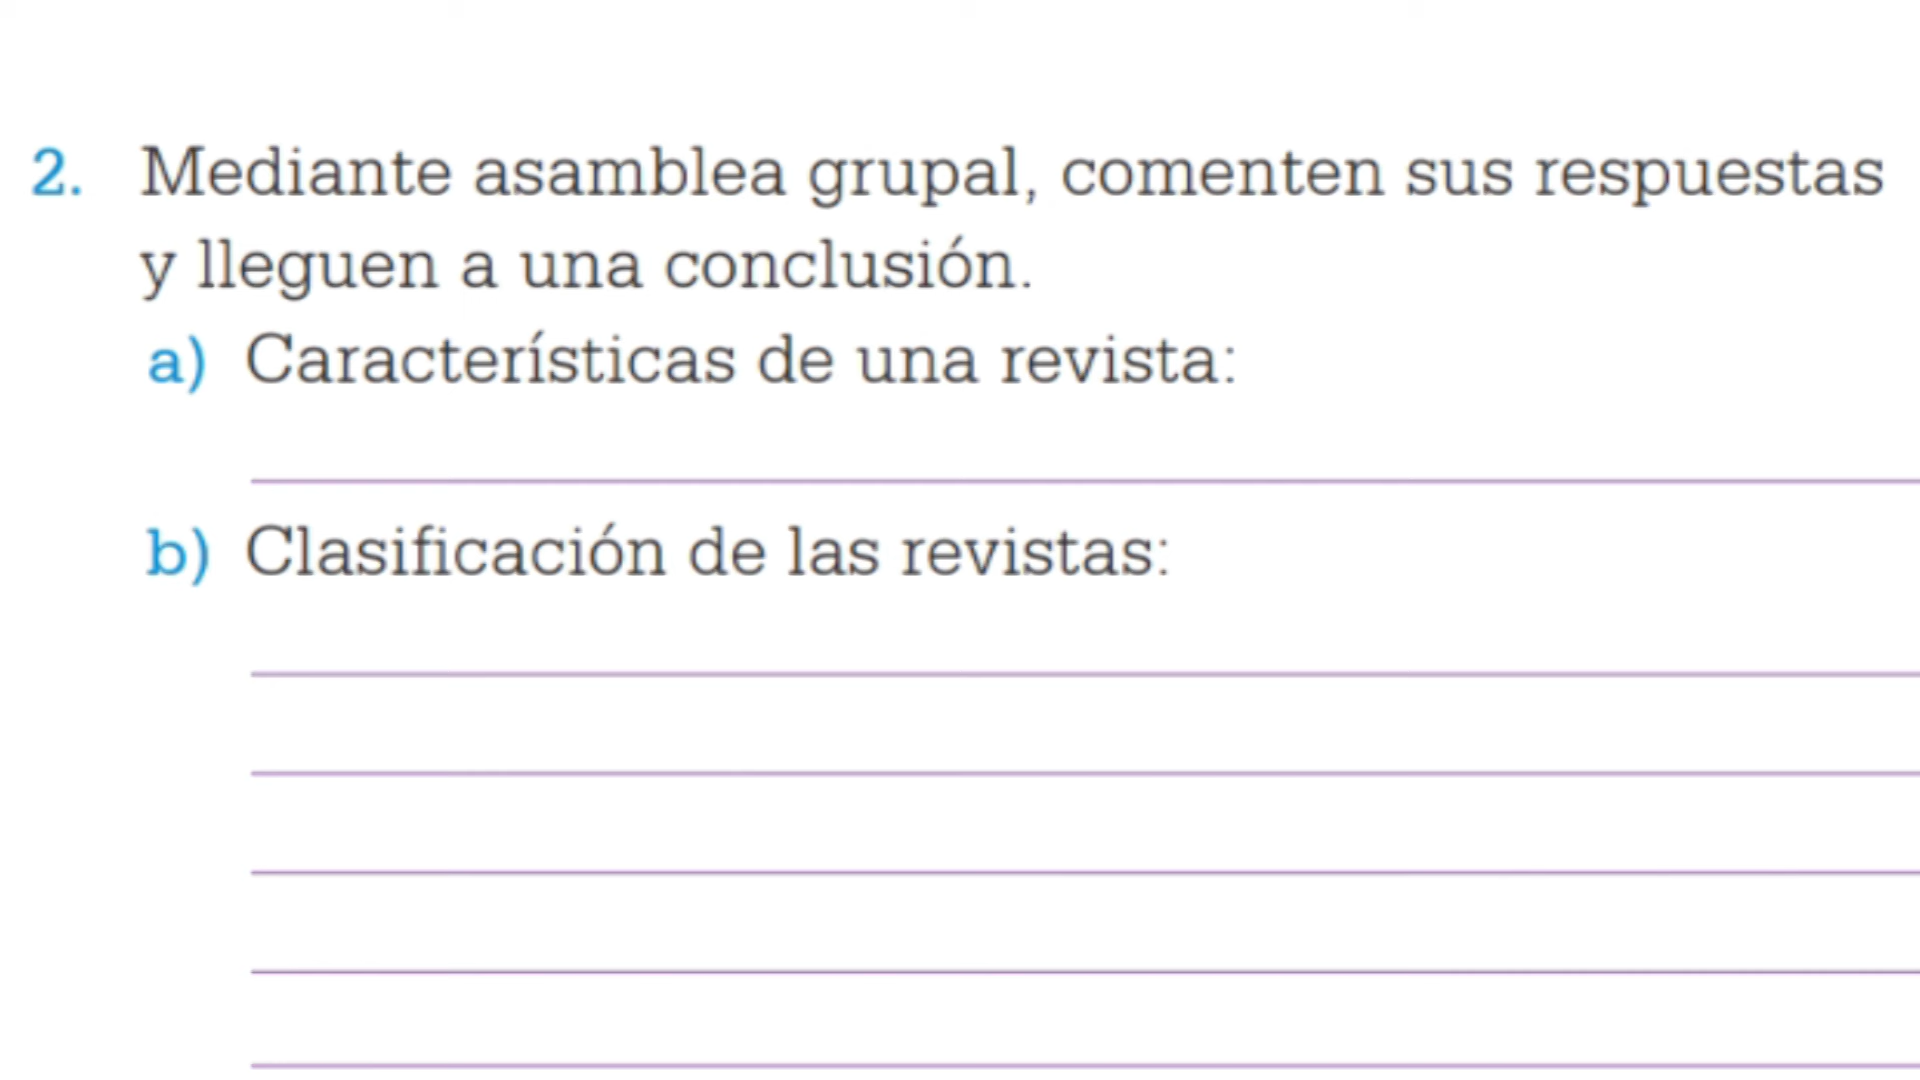 2. Mediante asamblea grupal, comenten sus respuestas
y lleguen a una conclusión.
a) Características de una revista:
b) Clasificación de las revistas: